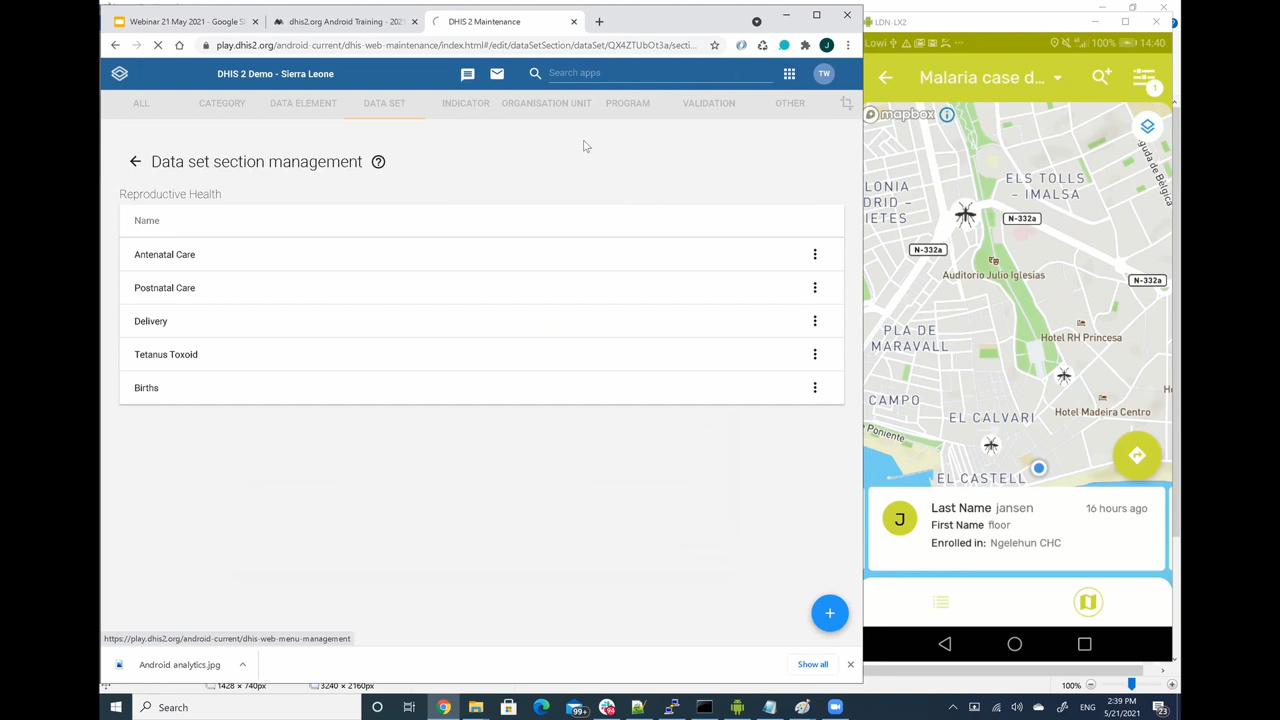 Webinar 21 May 2021 - Google S
dhis2.org Android Training - 202
DHIS 2 Maintenance
play.dhis2.org/android-current/dhis-web-maintenance/index.html#/edit/dataSetSection/dataSet/QX4ZTUbOt3a/secti...
J
DHIS 2 Demo - Sierra Leone
Search apps
TW
ALL
CATEGORY
DATA ELEMENT
DATA SET
INDICATOR
ORGANISATION UNIT
PROGRAM
VALIDATION
OTHER
Data set section management
Reproductive Health
Name
Antenatal Care
Postnatal Care
Delivery
Tetanus Toxoid
Births
+
https://play.dhis2.org/android-current/dhis-web-menu-management
Android analytics.jpg
Show all
1428 × 740px
3240 × 2160px
100%
LDN-LX2
Lowi
100%
14:40
Malaria case d...
1
mapbox
ELS TOLLS
- IMALSA
N-332a
N-332a
N-332a
Auditorio Julio Iglesias
PLA DE
MARAVALL
Hotel RH Princesa
CAMPO
Hotel Madeira Centro
EL CALVARI
Poniente
EL CASTELL
J
Last Name jansen
16 hours ago
First Name floor
Enrolled in: Ngelehun CHC
Search
99+
94
ENG
2:39 PM
5/21/2021
23